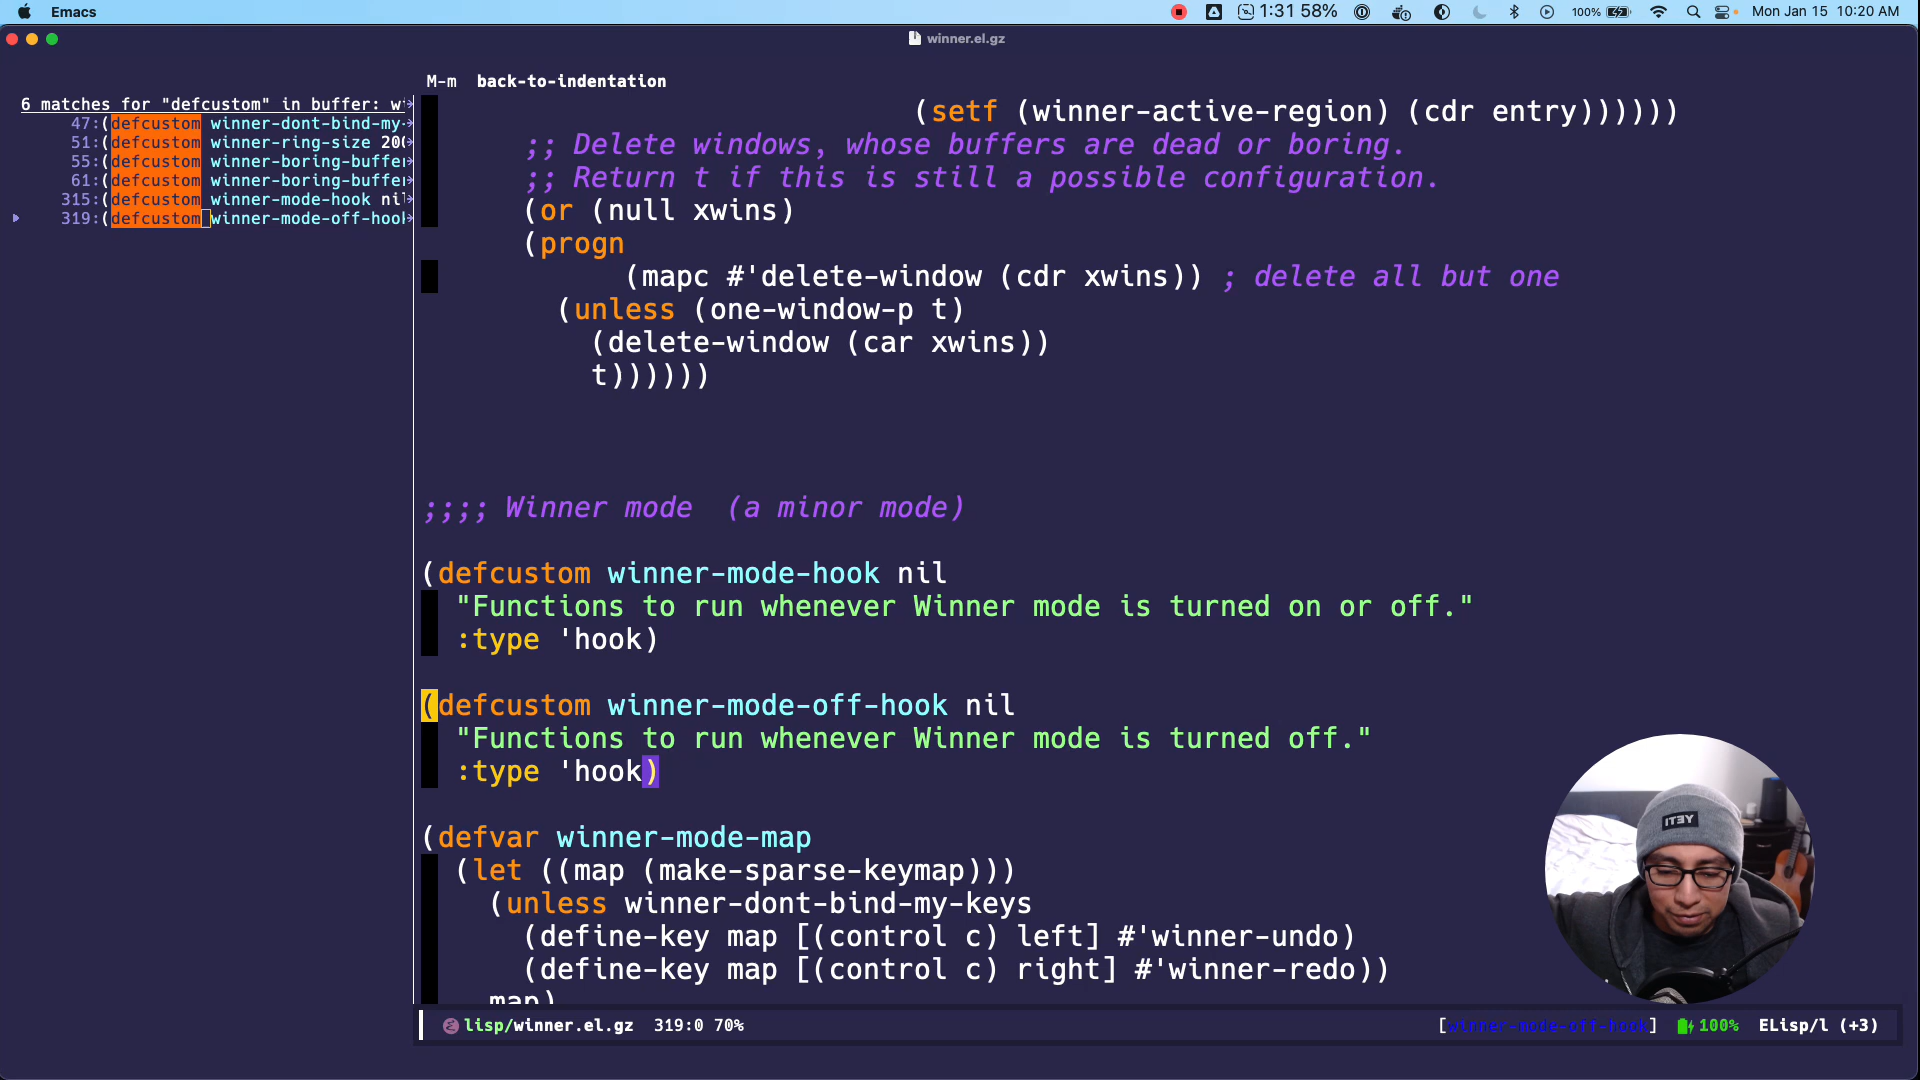 Emacs
1:31 58%
100%
Mon Jan 15 10:20 AM
winner.el.gz
M-m back-to-indentation
6 matches for "defcustom" in buffer: wi
47:(defcustom winner-dont-bind-my-
51:(defcustom winner-ring-size 200
55:(defcustom winner-boring-buffer
61:(defcustom winner-boring-buffer
315:(defcustom winner-mode-hook nil
319:(defcustom winner-mode-off-hook
(setf (winner-active-region) (cdr entry))))))
;; Delete windows, whose buffers are dead or boring.
;; Return t if this is still a possible configuration.
(or (null xwins)
(progn
(mapc #'delete-window (cdr xwins)) ; delete all but one
(unless (one-window-p t)
(delete-window (car xwins))
t))))))
;;;; Winner mode  (a minor mode)
(defcustom winner-mode-hook nil
"Functions to run whenever Winner mode is turned on or off."
:type 'hook)
(defcustom winner-mode-off-hook nil
"Functions to run whenever Winner mode is turned off."
:type 'hook)
(defvar winner-mode-map
(let ((map (make-sparse-keymap)))
(unless winner-dont-bind-my-keys
(define-key map [(control c) left] #'winner-undo)
(define-key map [(control c) right] #'winner-redo))
map)
YETI
lisp/winner.el.gz 319:0 70%
[winner-mode-off-hook] 100% ELisp/l (+3)